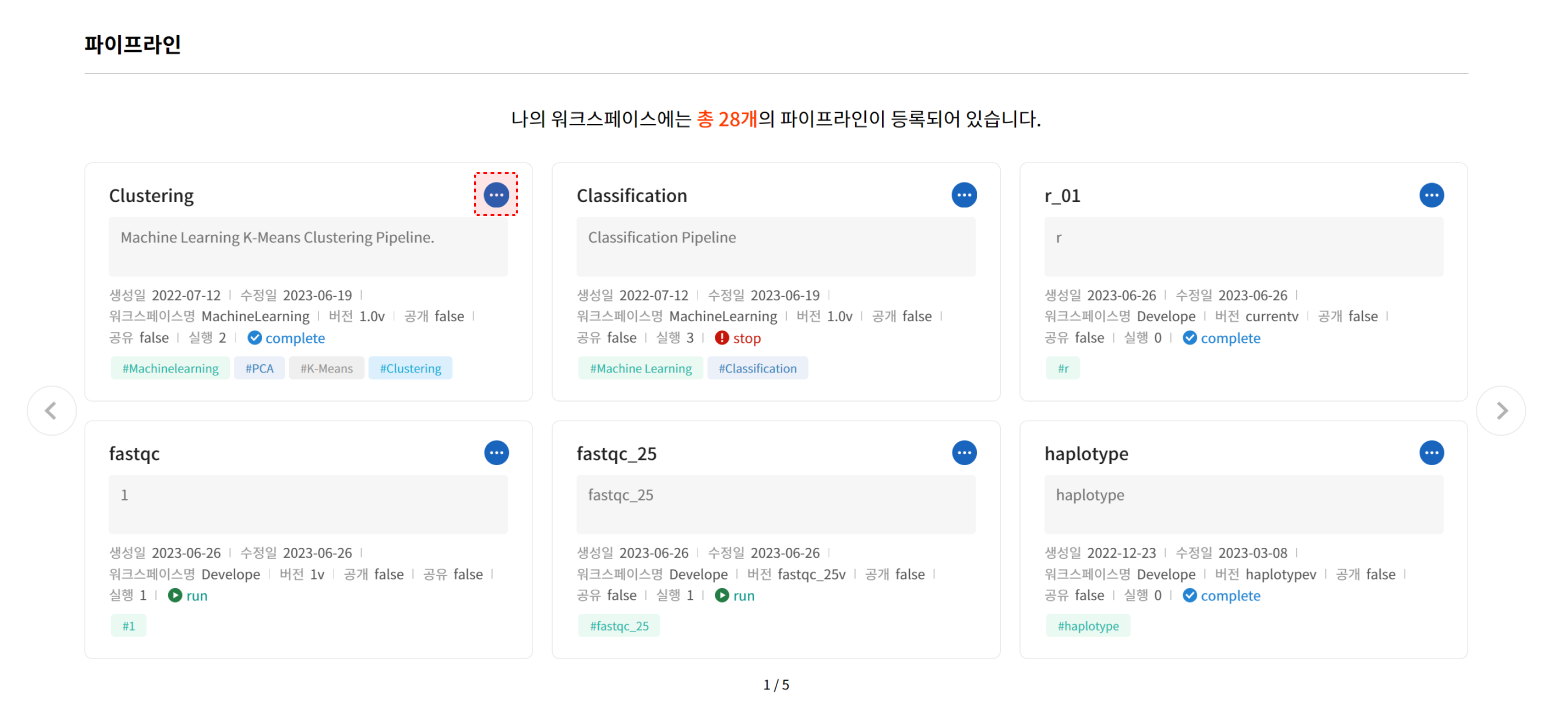 파이프라인
나의 워크스페이스에는 총 28개의 파이프라인이 등록되어 있습니다.
Clustering
Machine Learning K-Means Clustering Pipeline.
생성일 2022-07-12 | 수정일 2023-06-19 |
워크스페이스명 MachineLearning | 버전 1.0v | 공개 false |
공유 false | 실행 2 | complete
#Machinelearning #PCA #K-Means #Clustering
Classification
Classification Pipeline
생성일 2022-07-12 | 수정일 2023-06-19 |
워크스페이스명 MachineLearning | 버전 1.0v | 공개 false |
공유 false | 실행 3 | stop
#Machine Learning #Classification
r_01
r
생성일 2023-06-26 | 수정일 2023-06-26 |
워크스페이스명 Develope | 버전 currentv | 공개 false |
공유 false | 실행 0 | complete
#r
fastqc
1
생성일 2023-06-26 | 수정일 2023-06-26 |
워크스페이스명 Develope | 버전 1v | 공개 false | 공유 false |
실행 1 | run
#1
fastqc_25
fastqc_25
생성일 2023-06-26 | 수정일 2023-06-26 |
워크스페이스명 Develope | 버전 fastqc_25v | 공개 false |
공유 false | 실행 1 | run
#fastqc_25
haplotype
haplotype
생성일 2022-12-23 | 수정일 2023-03-08 |
워크스페이스명 Develope | 버전 haplotypev | 공개 false |
공유 false | 실행 0 | complete
#haplotype
1 / 5